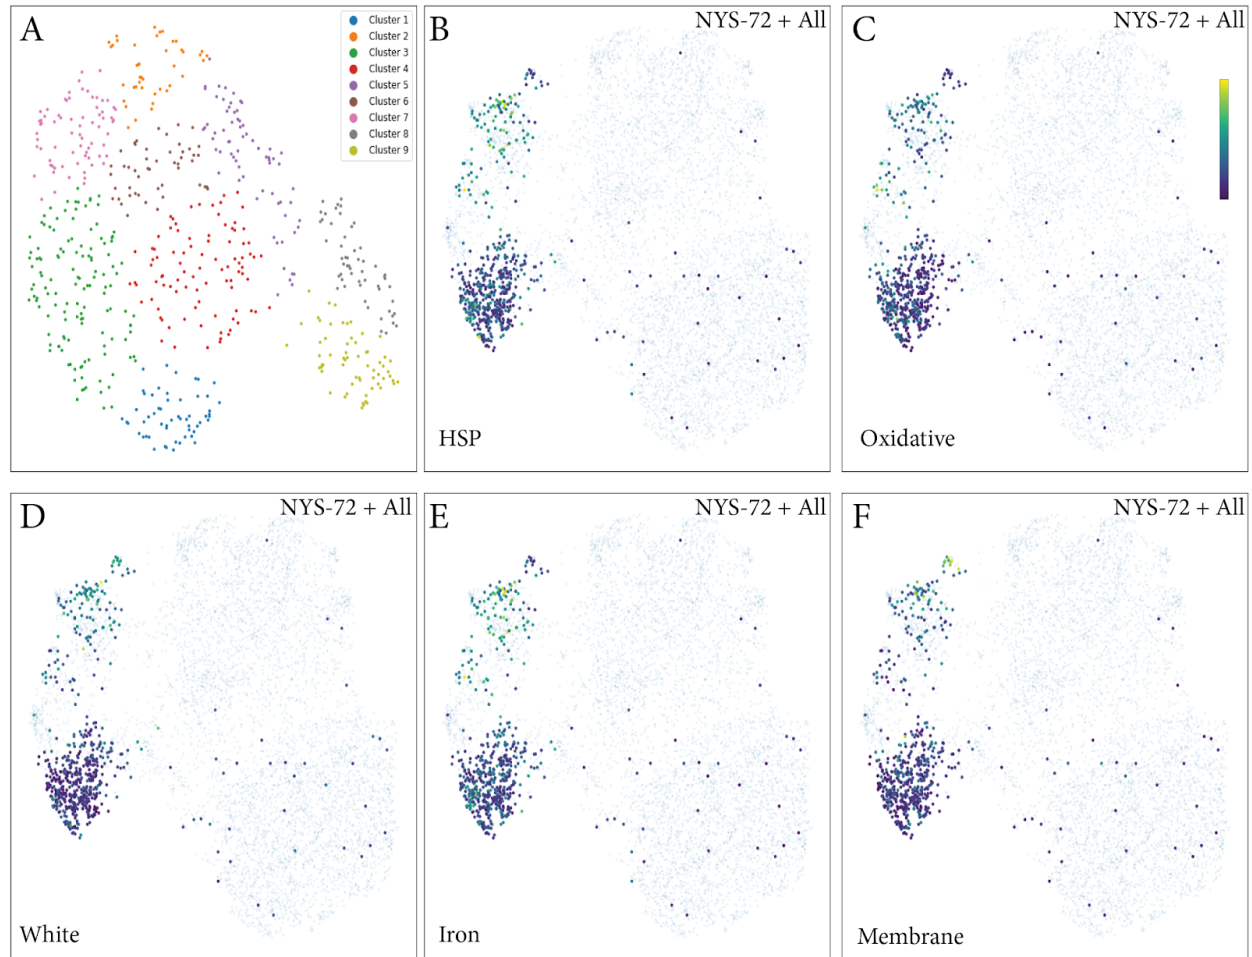 A
Cluster 1
Cluster 2
Cluster 3
Cluster 4
Cluster 5
Cluster 6
Cluster 7
Cluster 8
Cluster 9
B
NYS-72 + All
HSP
C
NYS-72 + All
Oxidative
D
NYS-72 + All
White
E
NYS-72 + All
Iron
F
NYS-72 + All
Membrane